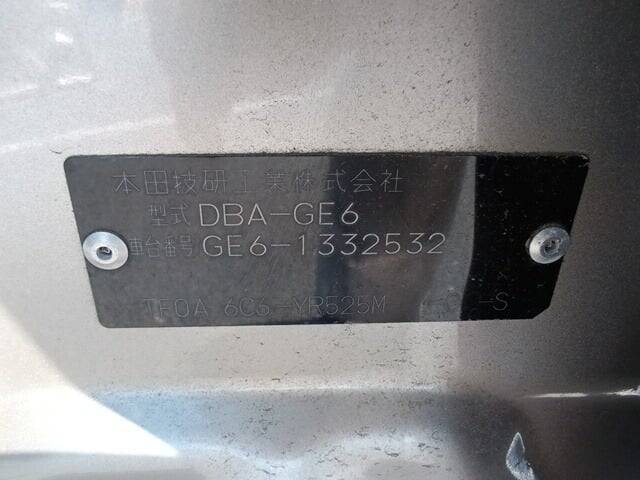 本田技研工業株式会社
型式 DBA-GE6
車台番号 GE6-1332532
TF0A 6C6-YR525M -S